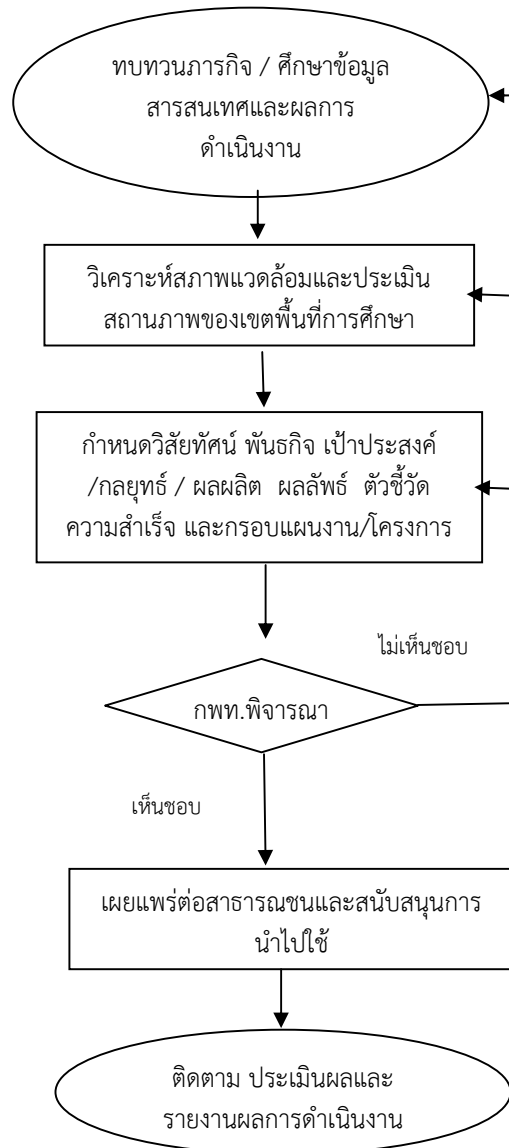 ทบทวนภารกิจ / ศึกษาข้อมูล
สารสนเทศและผลการ
ดำเนินงาน
วิเคราะห์สภาพแวดล้อมและประเมิน
สถานภาพของเขตพื้นที่การศึกษา
กำหนดวิสัยทัศน์ พันธกิจ เป้าประสงค์
/กลยุทธ์ / ผลผลิต ผลลัพธ์ ตัวชี้วัด
ความสำเร็จ และกรอบแผนงาน/โครงการ
ไม่เห็นชอบ
กพท.พิจารณา
เห็นชอบ
เผยแพร่ต่อสาธารณชนและสนับสนุนการ
นำไปใช้
ติดตาม ประเมินผลและ
รายงานผลการดำเนินงาน